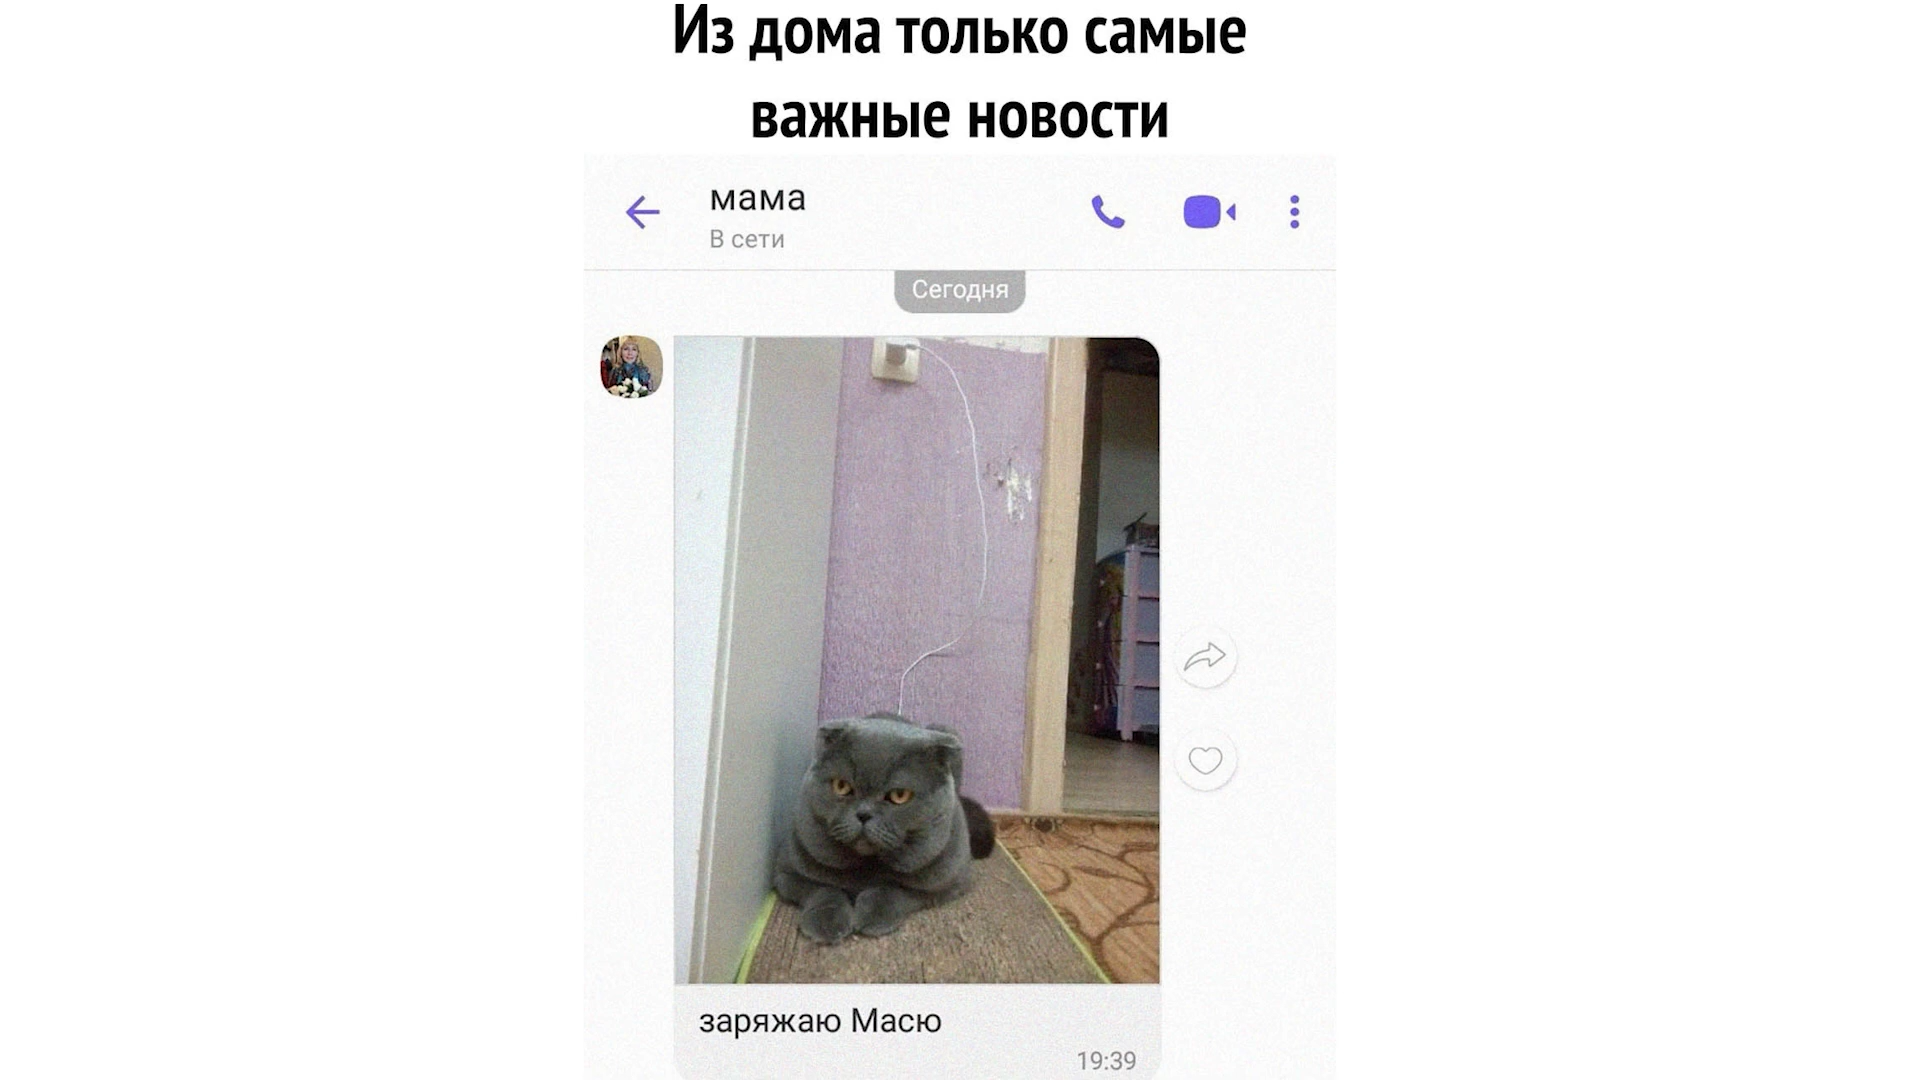 Из дома только самые
важные новости
мама
В сети
Сегодня
заряжаю Масю
19:39